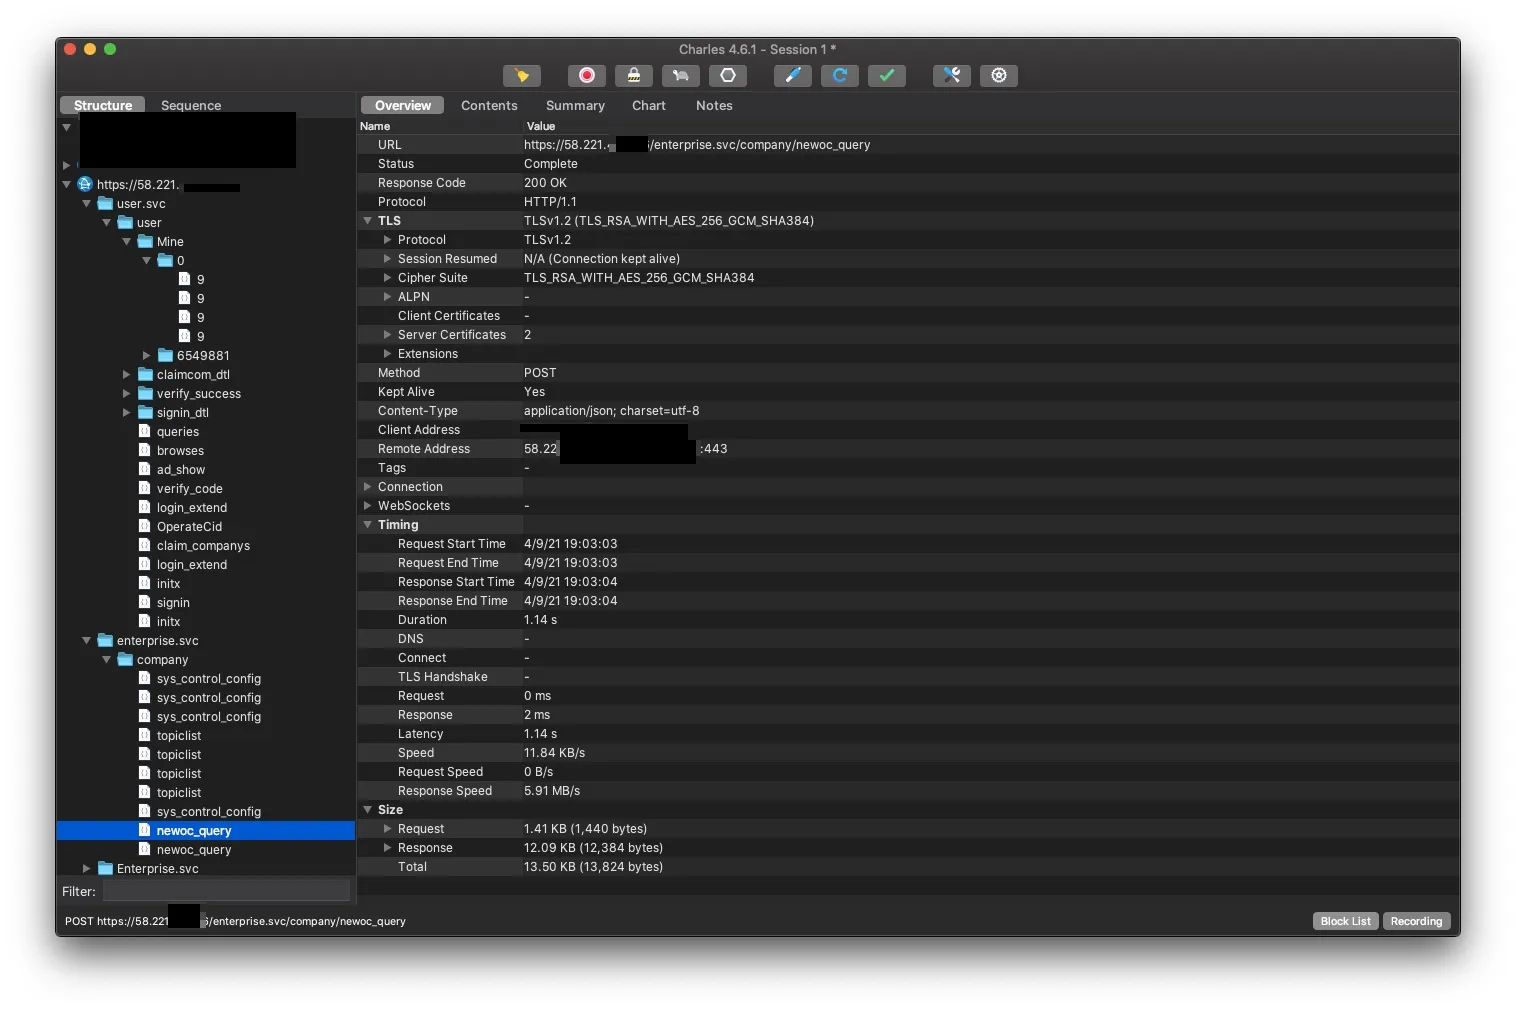 Charles 4.6.1 - Session 1 *
Structure Sequence
Overview Contents Summary Chart Notes
https://58.221.
user.svc
user
Mine
0
9
9
9
9
6549881
claimcom_dtl
verify_success
signin_dtl
queries
browses
ad_show
verify_code
login_extend
OperateCid
claim_companys
login_extend
initx
signin
initx
enterprise.svc
company
sys_control_config
sys_control_config
sys_control_config
topiclist
topiclist
topiclist
topiclist
sys_control_config
newoc_query
newoc_query
Enterprise.svc
Filter:
Name Value
URL https://58.221. /enterprise.svc/company/newoc_query
Status Complete
Response Code 200 OK
Protocol HTTP/1.1
TLS TLSv1.2 (TLS_RSA_WITH_AES_256_GCM_SHA384)
Protocol TLSv1.2
Session Resumed N/A (Connection kept alive)
Cipher Suite TLS_RSA_WITH_AES_256_GCM_SHA384
ALPN -
Client Certificates -
Server Certificates 2
Extensions
Method POST
Kept Alive Yes
Content-Type application/json; charset=utf-8
Client Address
Remote Address 58.22 :443
Tags -
Connection
WebSockets -
Timing
Request Start Time 4/9/21 19:03:03
Request End Time 4/9/21 19:03:03
Response Start Time 4/9/21 19:03:04
Response End Time 4/9/21 19:03:04
Duration 1.14 s
DNS -
Connect -
TLS Handshake -
Request 0 ms
Response 2 ms
Latency 1.14 s
Speed 11.84 KB/s
Request Speed 0 B/s
Response Speed 5.91 MB/s
Size
Request 1.41 KB (1,440 bytes)
Response 12.09 KB (12,384 bytes)
Total 13.50 KB (13,824 bytes)
POST https://58.221 /enterprise.svc/company/newoc_query
Block List Recording